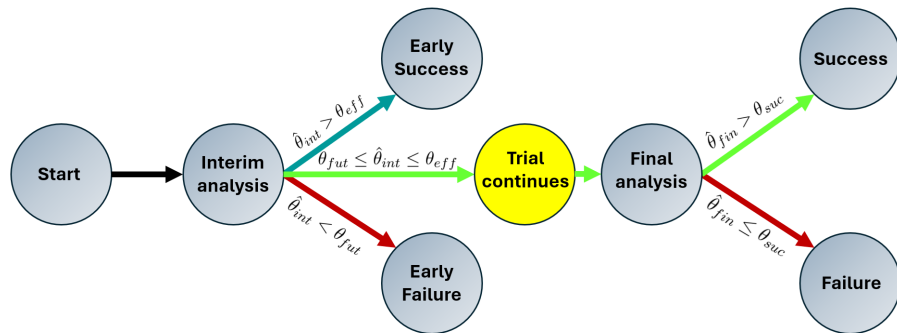 Start
Interim
analysis
Early
Success
θ̂_int > θ_eff
θ_fut ≤ θ̂_int ≤ θ_eff
θ̂_int < θ_fut
Early
Failure
Trial
continues
Final
analysis
θ̂_fin > θ_suc
θ̂_fin ≤ θ_suc
Success
Failure